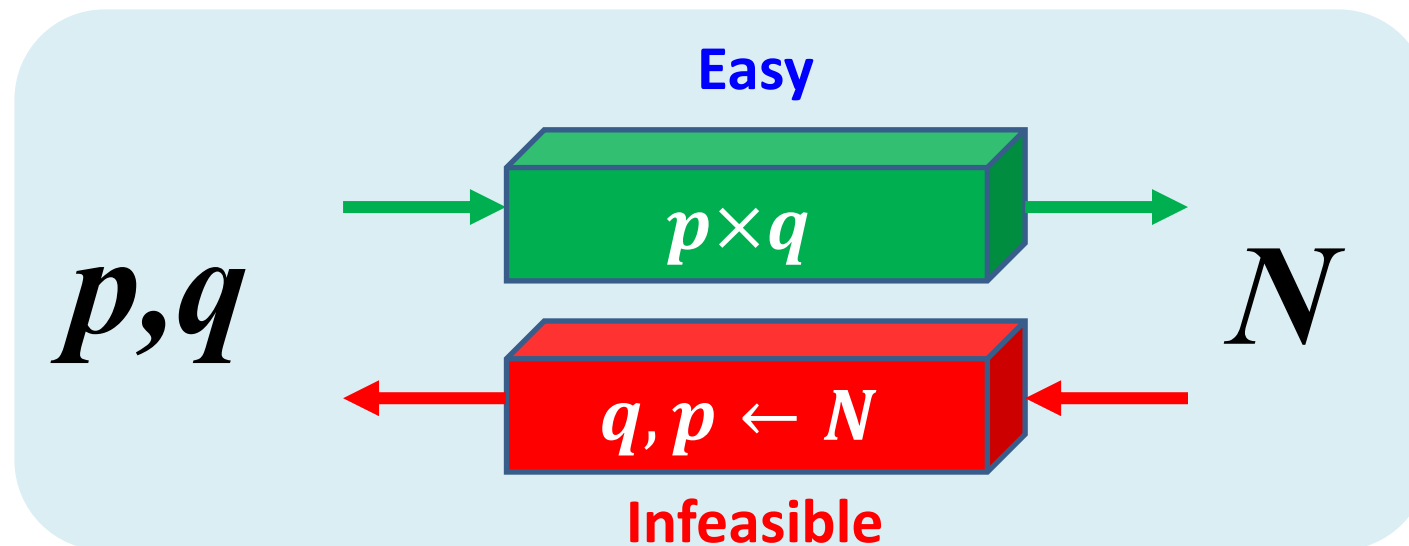 Easy
p×q
p,q
N
q, p ← N
Infeasible